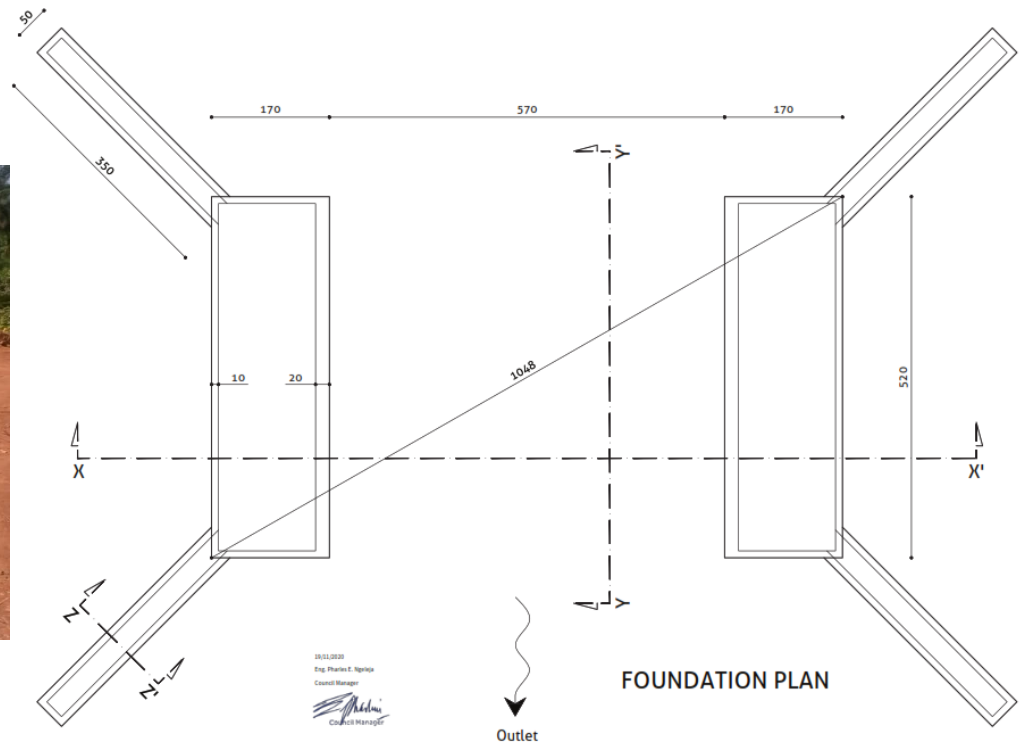 50
170
570
170
350
Y'
10
20
1048
520
X
X'
Z
Z'
Y
19/11/2020
Eng. Pharles E. Ngeleja
Council Manager
Council Manager
FOUNDATION PLAN
Outlet